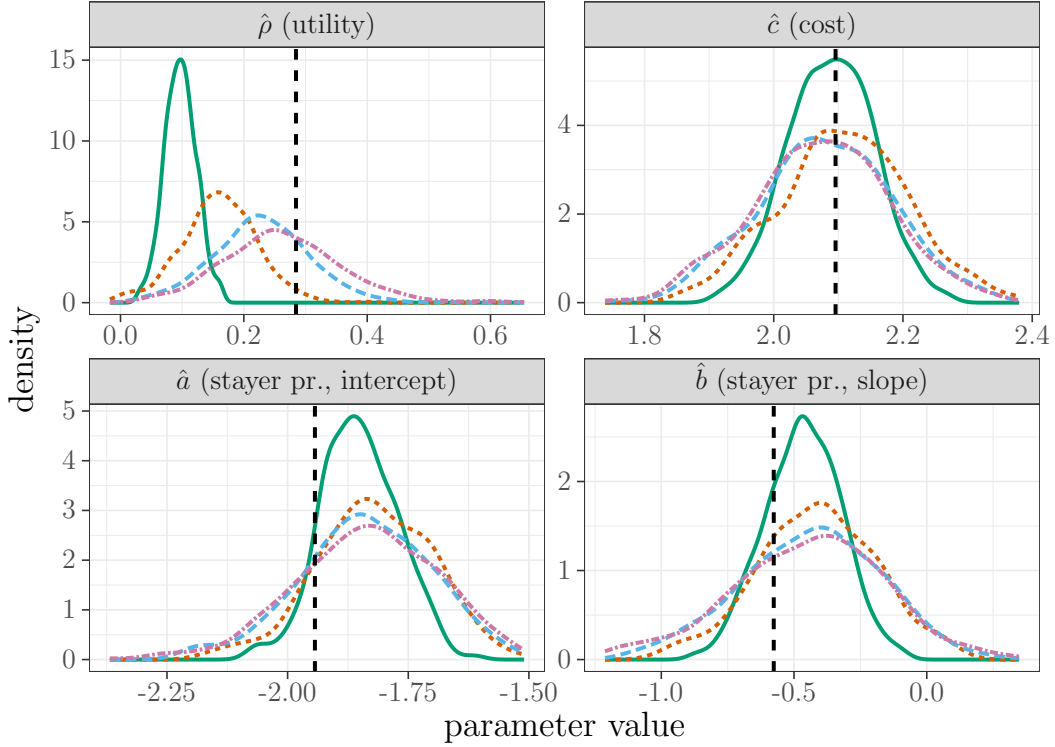 ρ̂ (utility)
ĉ (cost)
15
10
5
0
0.0 0.2 0.4 0.6
4
2
0
1.8 2.0 2.2 2.4
density
â (stayer pr., intercept)
b̂ (stayer pr., slope)
5
4
3
2
1
0
-2.25 -2.00 -1.75 -1.50
2
1
0
-1.0 -0.5 0.0
parameter value